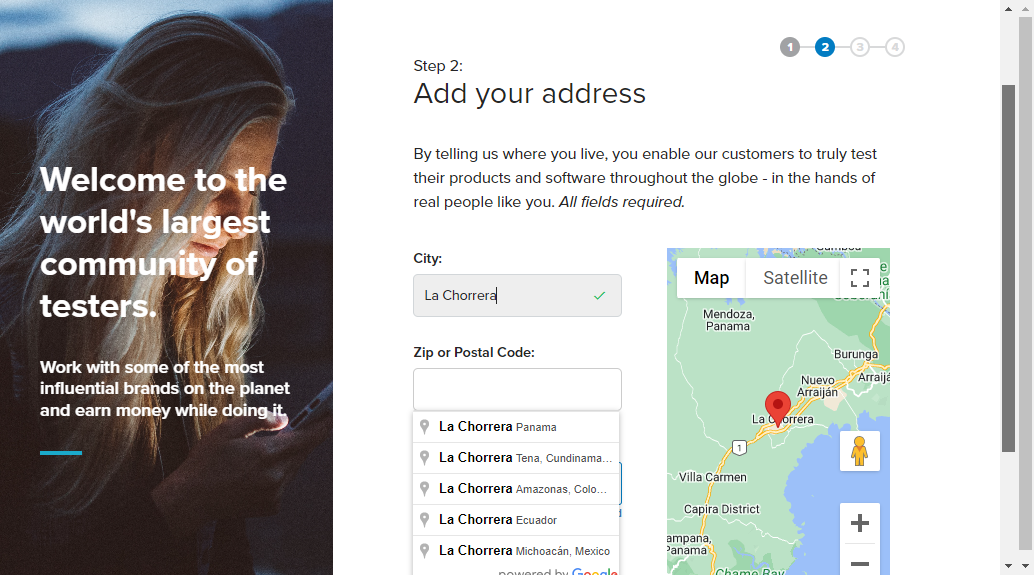 Welcome to the
world's largest
community of
testers.
Work with some of the most
influential brands on the planet
and earn money while doing it.
1 2 3 4
Step 2:
Add your address
By telling us where you live, you enable our customers to truly test
their products and software throughout the globe - in the hands of
real people like you. All fields required.
City:
La Chorrera
Zip or Postal Code:
La Chorrera Panama
La Chorrera Tena, Cundinama...
La Chorrera Amazonas, Colo...
La Chorrera Ecuador
La Chorrera Michoacán, Mexico
powered by Google
Map
Satellite
Mendoza,
Panama
Burunga
Nuevo
Arraiján
Arraijá
La Chorrera
1
Villa Carmen
Capira District
ampana,
Panama
Chame Bay